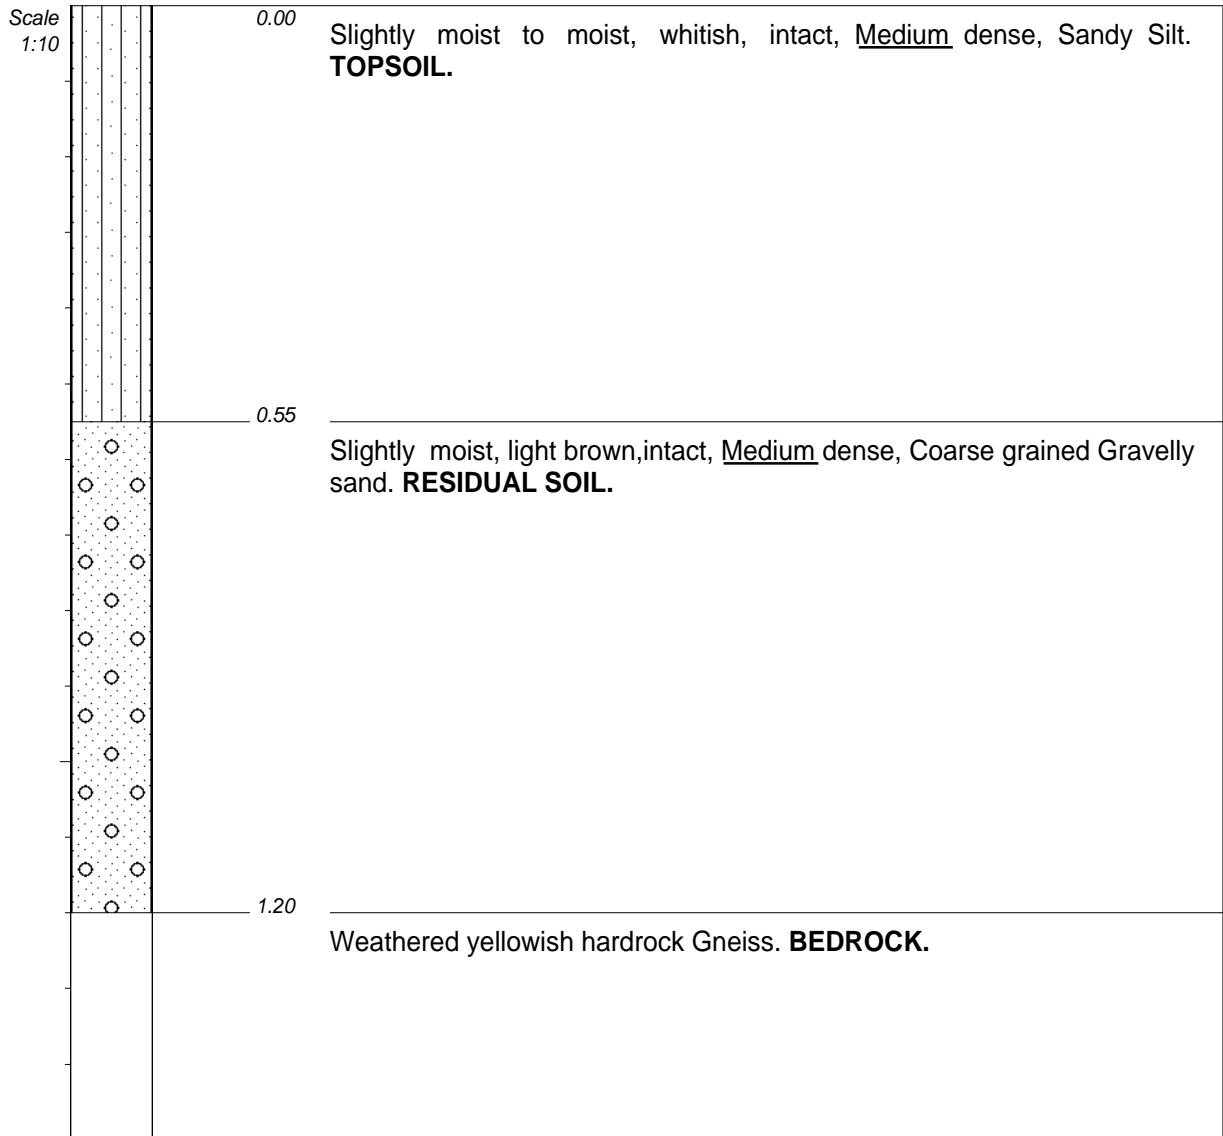 Scale
1:10
0.00
Slightly moist to moist, whitish, intact, Medium dense, Sandy Silt.
TOPSOIL.
0.55
Slightly moist, light brown,intact, Medium dense, Coarse grained Gravelly
sand. RESIDUAL SOIL.
1.20
Weathered yellowish hardrock Gneiss. BEDROCK.